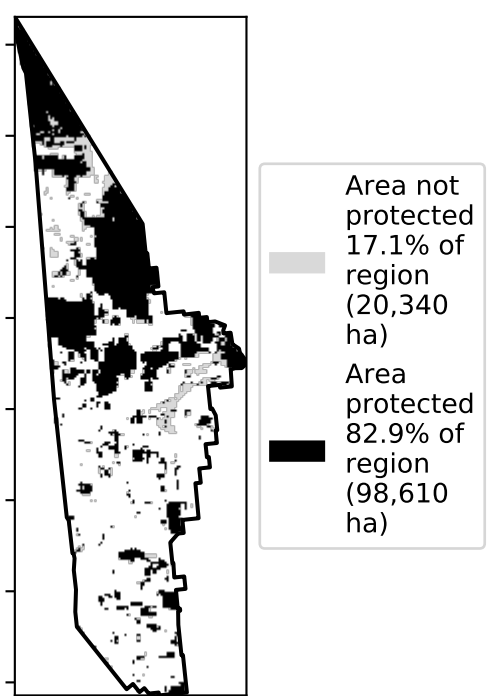 Area not
protected
17.1% of
region
(20,340
ha)
Area
protected
82.9% of
region
(98,610
ha)